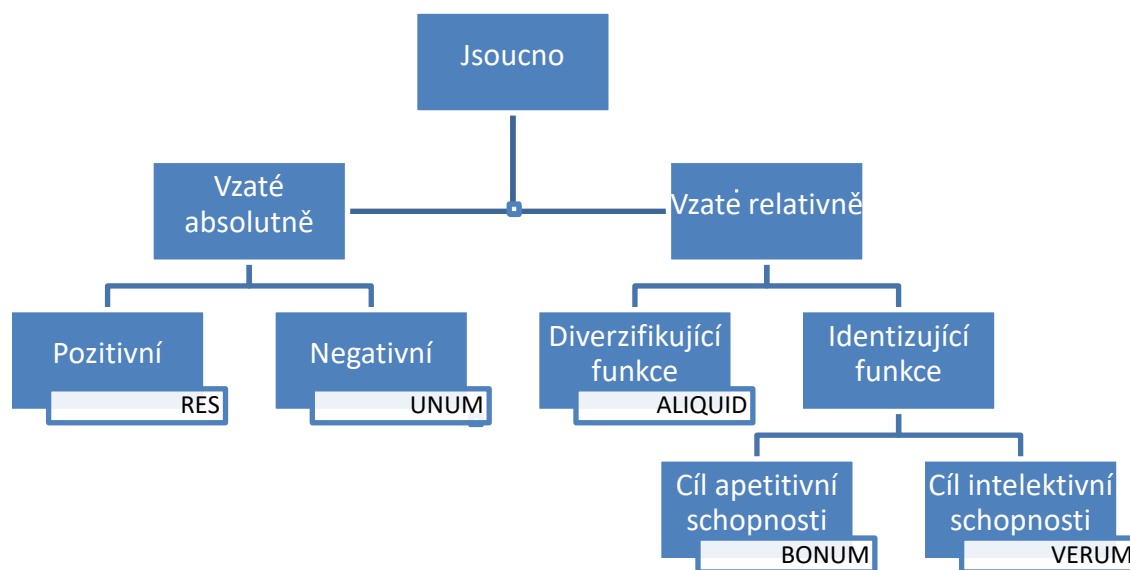 Jsoucno
Vzaté
absolutně
Vzaté relativně
Pozitivní
RES
Negativní
UNUM
Diverzifikující
funkce
ALIQUID
Identizující
funkce
Cíl apetitivní
schopnosti
BONUM
Cíl intelektivní
schopnosti
VERUM